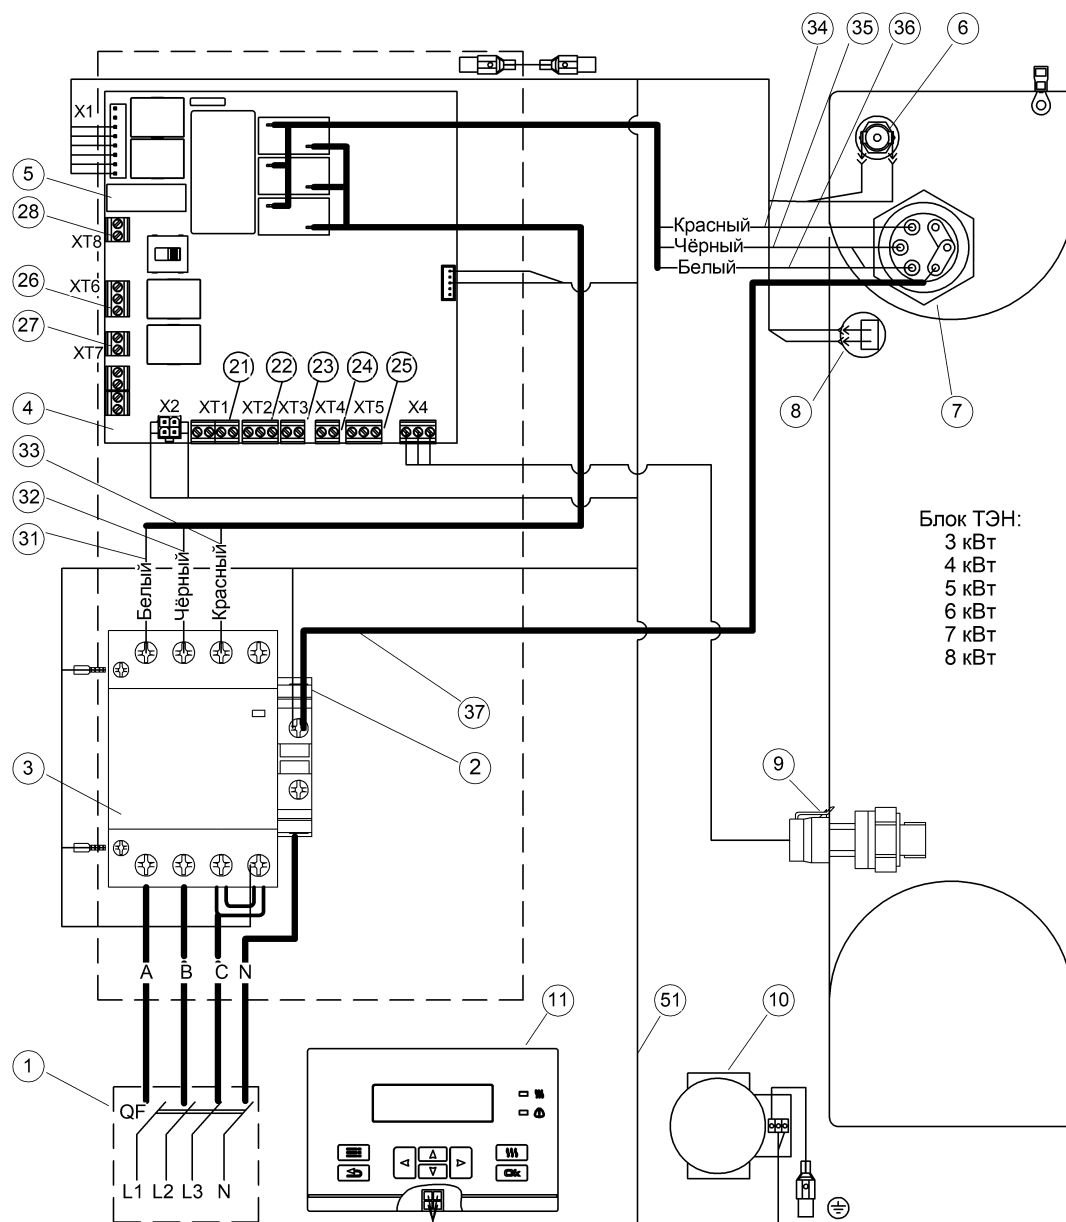 34 35 36 6
X1
5
28
XT8
Красный
Чёрный
Белый
26
XT6
27
XT7
21 22 23 24 25
8 7
4
X2 XT1 XT2 XT3 XT4 XT5 X4
33
32
31
Белый
Чёрный
Красный
Блок ТЭН:
3 кВт
4 кВт
5 кВт
6 кВт
7 кВт
8 кВт
37
3
2
9
A B C N
11 51 10
1
QF
L1 L2 L3 N
Ok